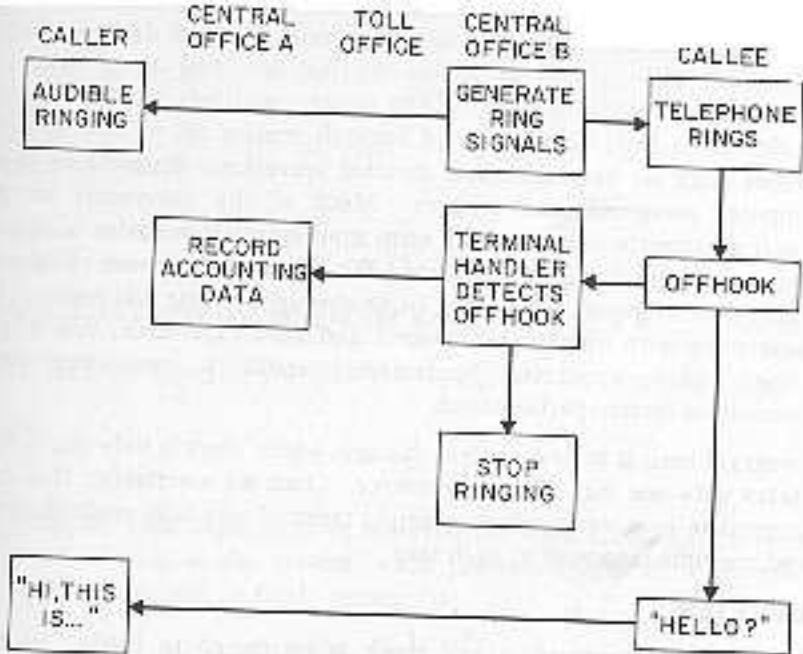 CALLER
CENTRAL
OFFICE A
TOLL
OFFICE
CENTRAL
OFFICE B
CALLEE
AUDIBLE
RINGING
GENERATE
RING
SIGNALS
TELEPHONE
RINGS
RECORD
ACCOUNTING
DATA
TERMINAL
HANDLER
DETECTS
OFFHOOK
OFFHOOK
STOP
RINGING
"HI, THIS
IS..."
"HELLO?"